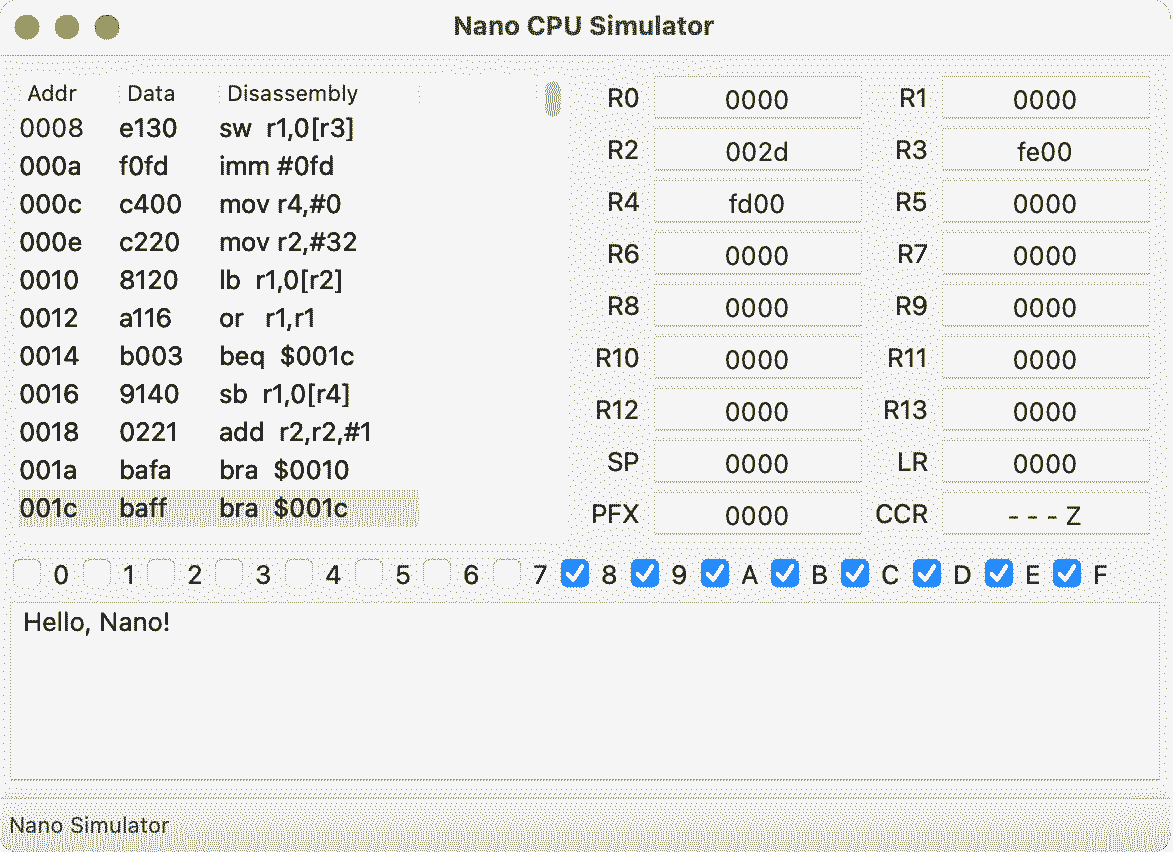 Nano CPU Simulator
Addr Data Disassembly
0008 e130 sw r1,0[r3]
000a f0fd imm #0fd
000c c400 mov r4,#0
000e c220 mov r2,#32
0010 8120 lb r1,0[r2]
0012 a116 or r1,r1
0014 b003 beq $001c
0016 9140 sb r1,0[r4]
0018 0221 add r2,r2,#1
001a bafa bra $0010
001c baff bra $001c
R0 0000 R1 0000
R2 002d R3 fe00
R4 fd00 R5 0000
R6 0000 R7 0000
R8 0000 R9 0000
R10 0000 R11 0000
R12 0000 R13 0000
SP 0000 LR 0000
PFX 0000 CCR - - - Z
0 1 2 3 4 5 6 7 8 9 A B C D E F
Hello, Nano!
Nano Simulator